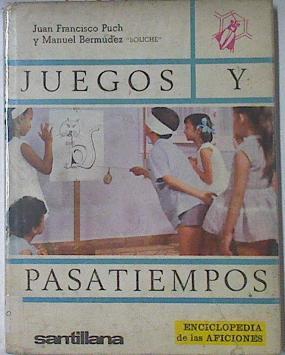 Juan Francisco Puch
y Manuel Bermúdez "BOLICHE"
JUEGOS Y
PASATIEMPOS
santillana
ENCICLOPEDIA
de las AFICIONES